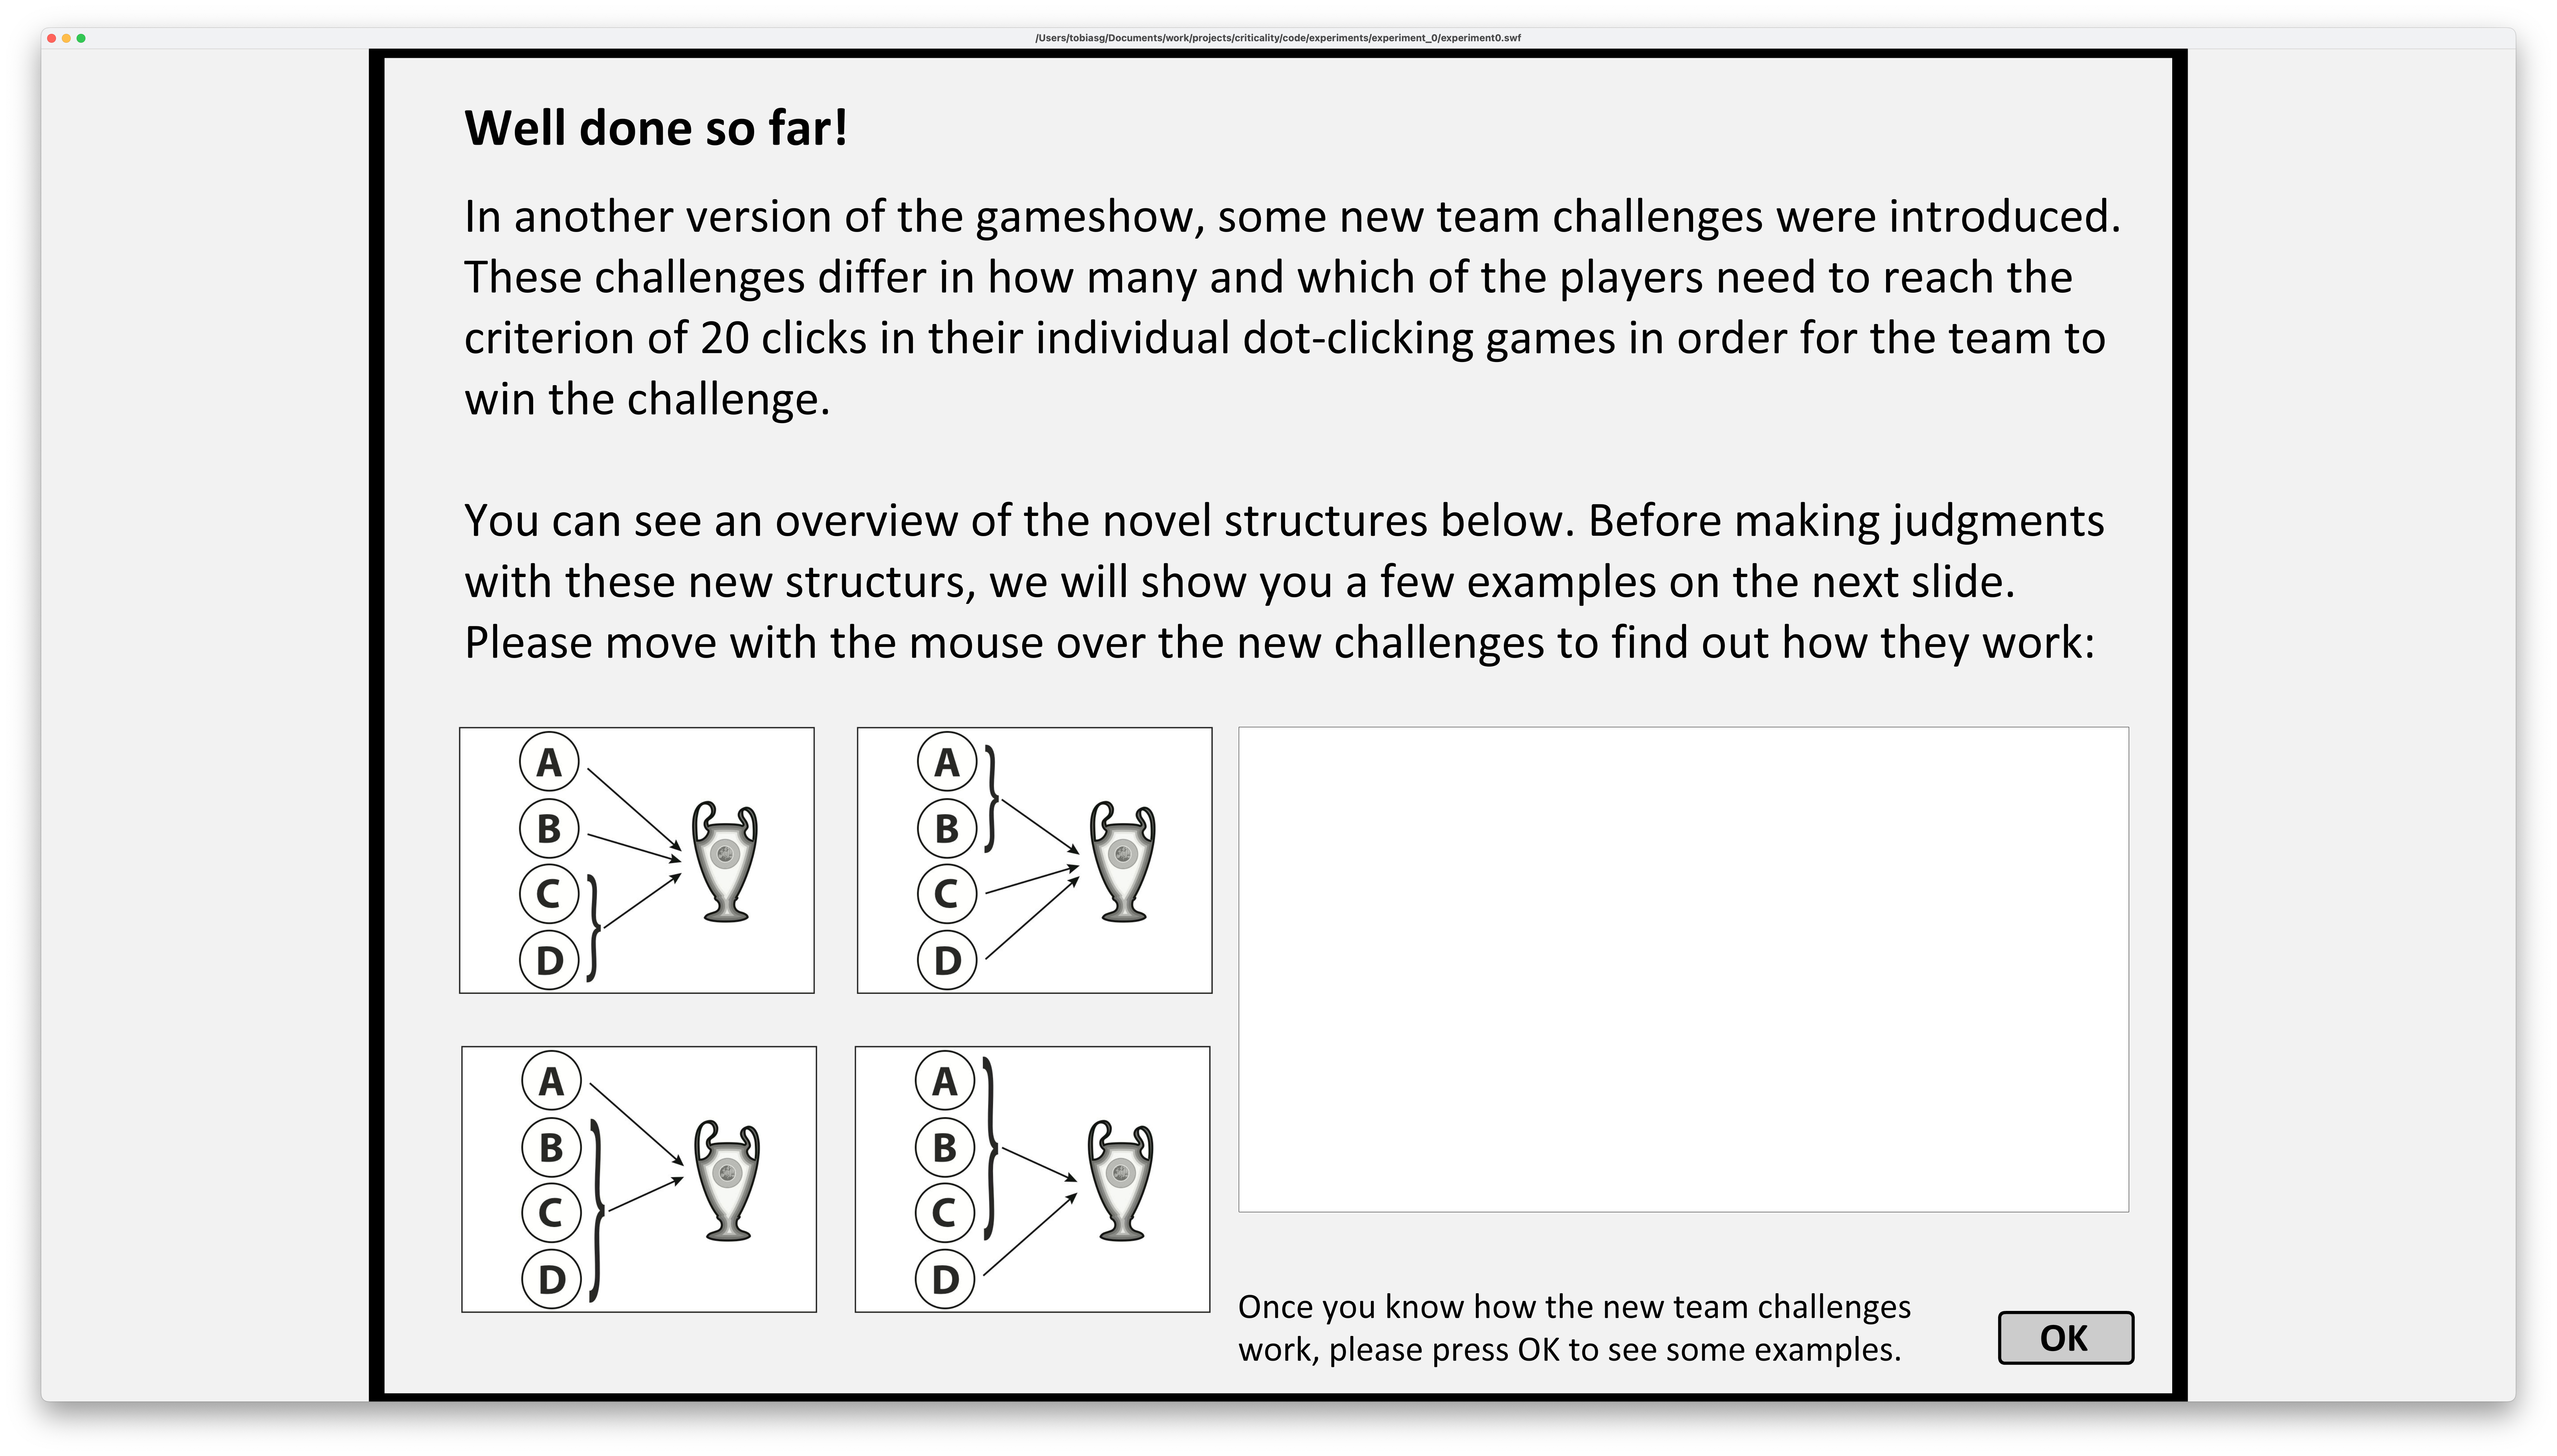 /Users/tobiasg/Documents/work/projects/criticality/code/experiments/experiment_0/experiment0.swf
Well done so far!
In another version of the gameshow, some new team challenges were introduced.
These challenges differ in how many and which of the players need to reach the
criterion of 20 clicks in their individual dot-clicking games in order for the team to
win the challenge.
You can see an overview of the novel structures below. Before making judgments
with these new structurs, we will show you a few examples on the next slide.
Please move with the mouse over the new challenges to find out how they work:
A
B
C
D
A
B
C
D
A
B
C
D
A
B
C
D
Once you know how the new team challenges
work, please press OK to see some examples.
OK